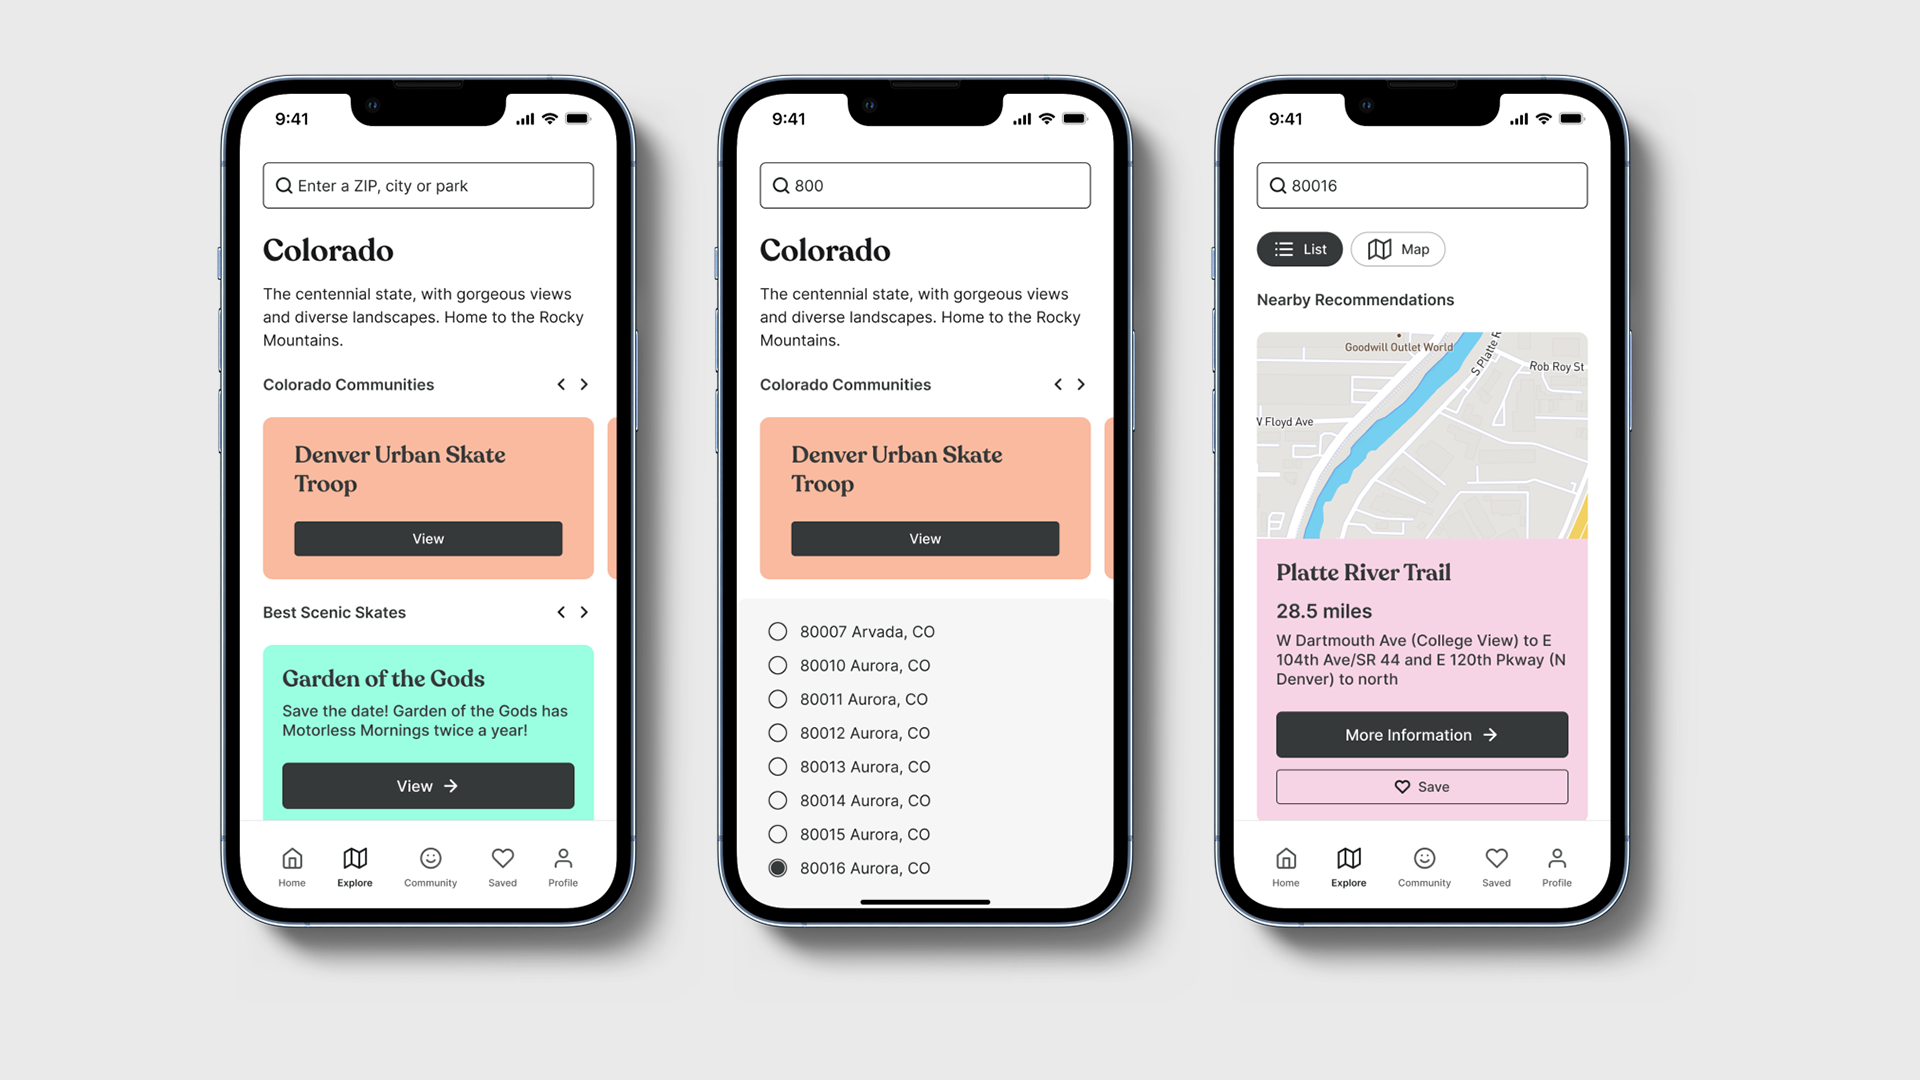 9:41
Enter a ZIP, city or park
Colorado
The centennial state, with gorgeous views
and diverse landscapes. Home to the Rocky
Mountains.
Colorado Communities
Denver Urban Skate
Troop
View
Best Scenic Skates
Garden of the Gods
Save the date! Garden of the Gods has
Motorless Mornings twice a year!
View
Home
Explore
Community
Saved
Profile
9:41
800
Colorado
The centennial state, with gorgeous views
and diverse landscapes. Home to the Rocky
Mountains.
Colorado Communities
Denver Urban Skate
Troop
View
80007 Arvada, CO
80010 Aurora, CO
80011 Aurora, CO
80012 Aurora, CO
80013 Aurora, CO
80014 Aurora, CO
80015 Aurora, CO
80016 Aurora, CO
9:41
80016
List
Map
Nearby Recommendations
Goodwill Outlet World
S Platte R
Rob Roy St
W Floyd Ave
Platte River Trail
28.5 miles
W Dartmouth Ave (College View) to E
104th Ave/SR 44 and E 120th Pkway (N
Denver) to north
More Information
Save
Home
Explore
Community
Saved
Profile